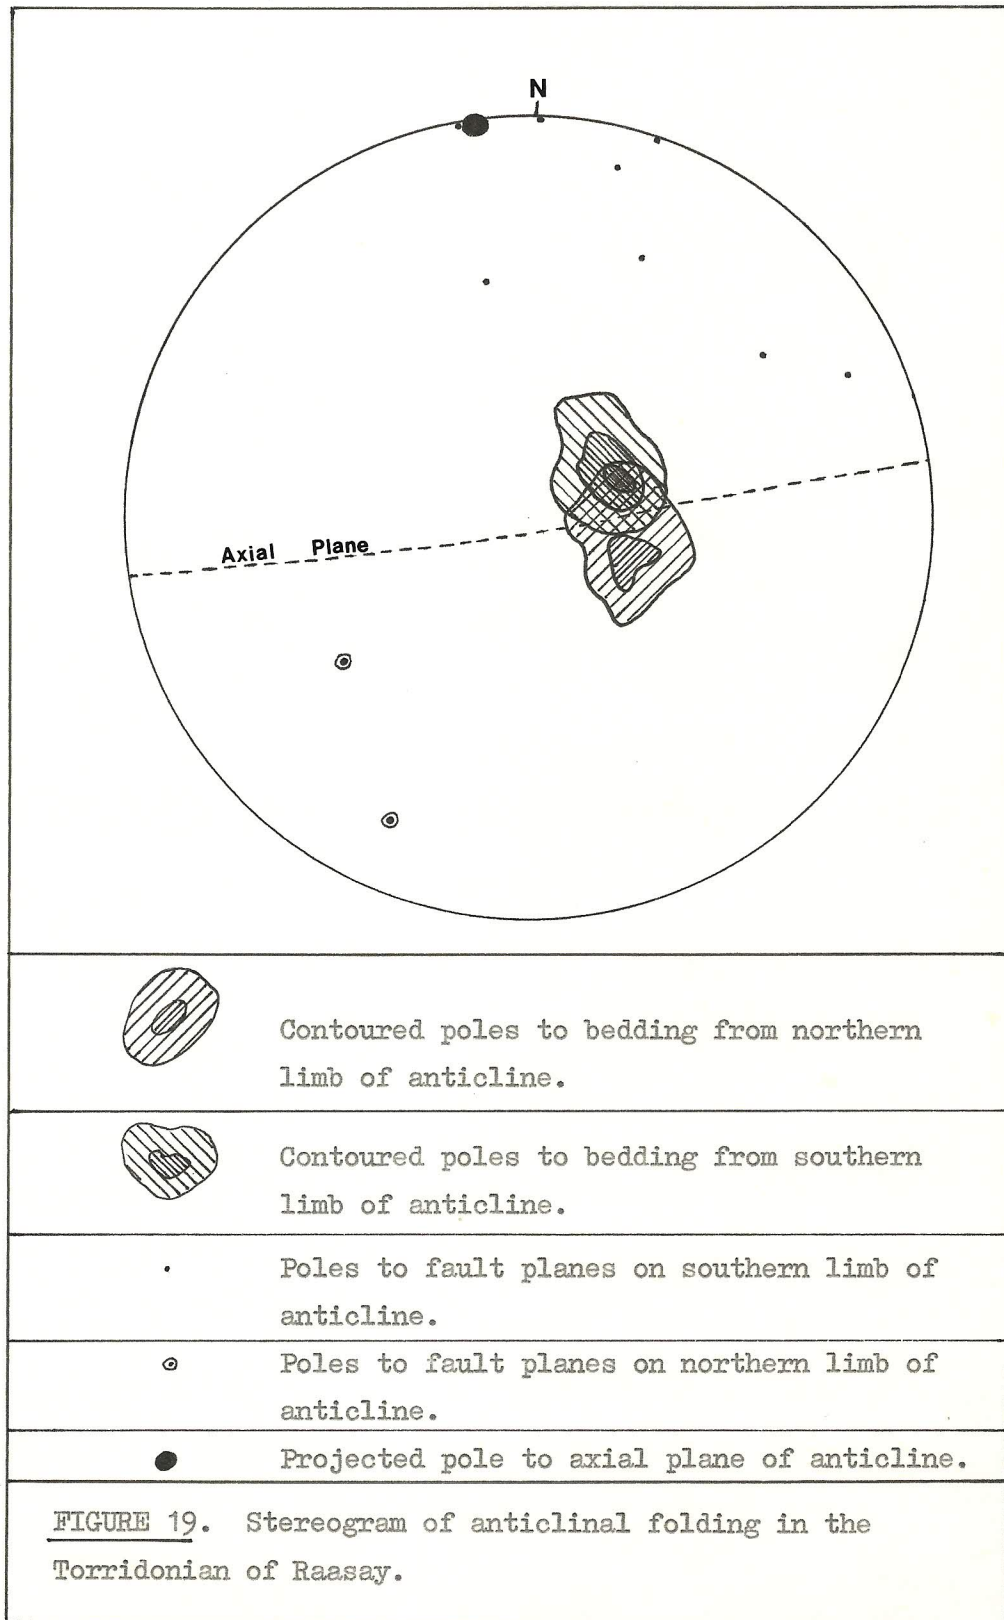 N
Axial Plane
Contoured poles to bedding from northern
limb of anticline.
Contoured poles to bedding from southern
limb of anticline.
Poles to fault planes on southern limb of
anticline.
Poles to fault planes on northern limb of
anticline.
Projected pole to axial plane of anticline.
FIGURE 19. Stereogram of anticlinal folding in the
Torridonian of Raasay.